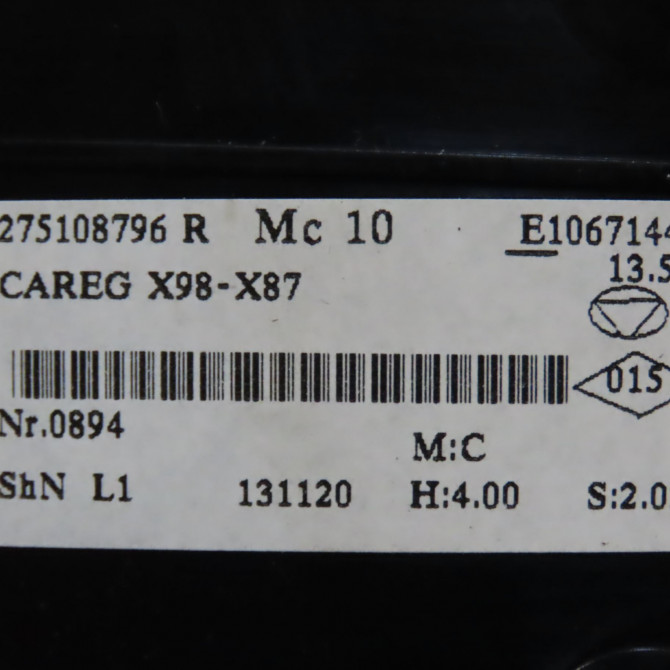 275108796 R Mc 10 E1067144
13.5
CAREG X98-X87
015
Nr.0894
M:C
ShN L1 131120 H:4.00 S:2.0